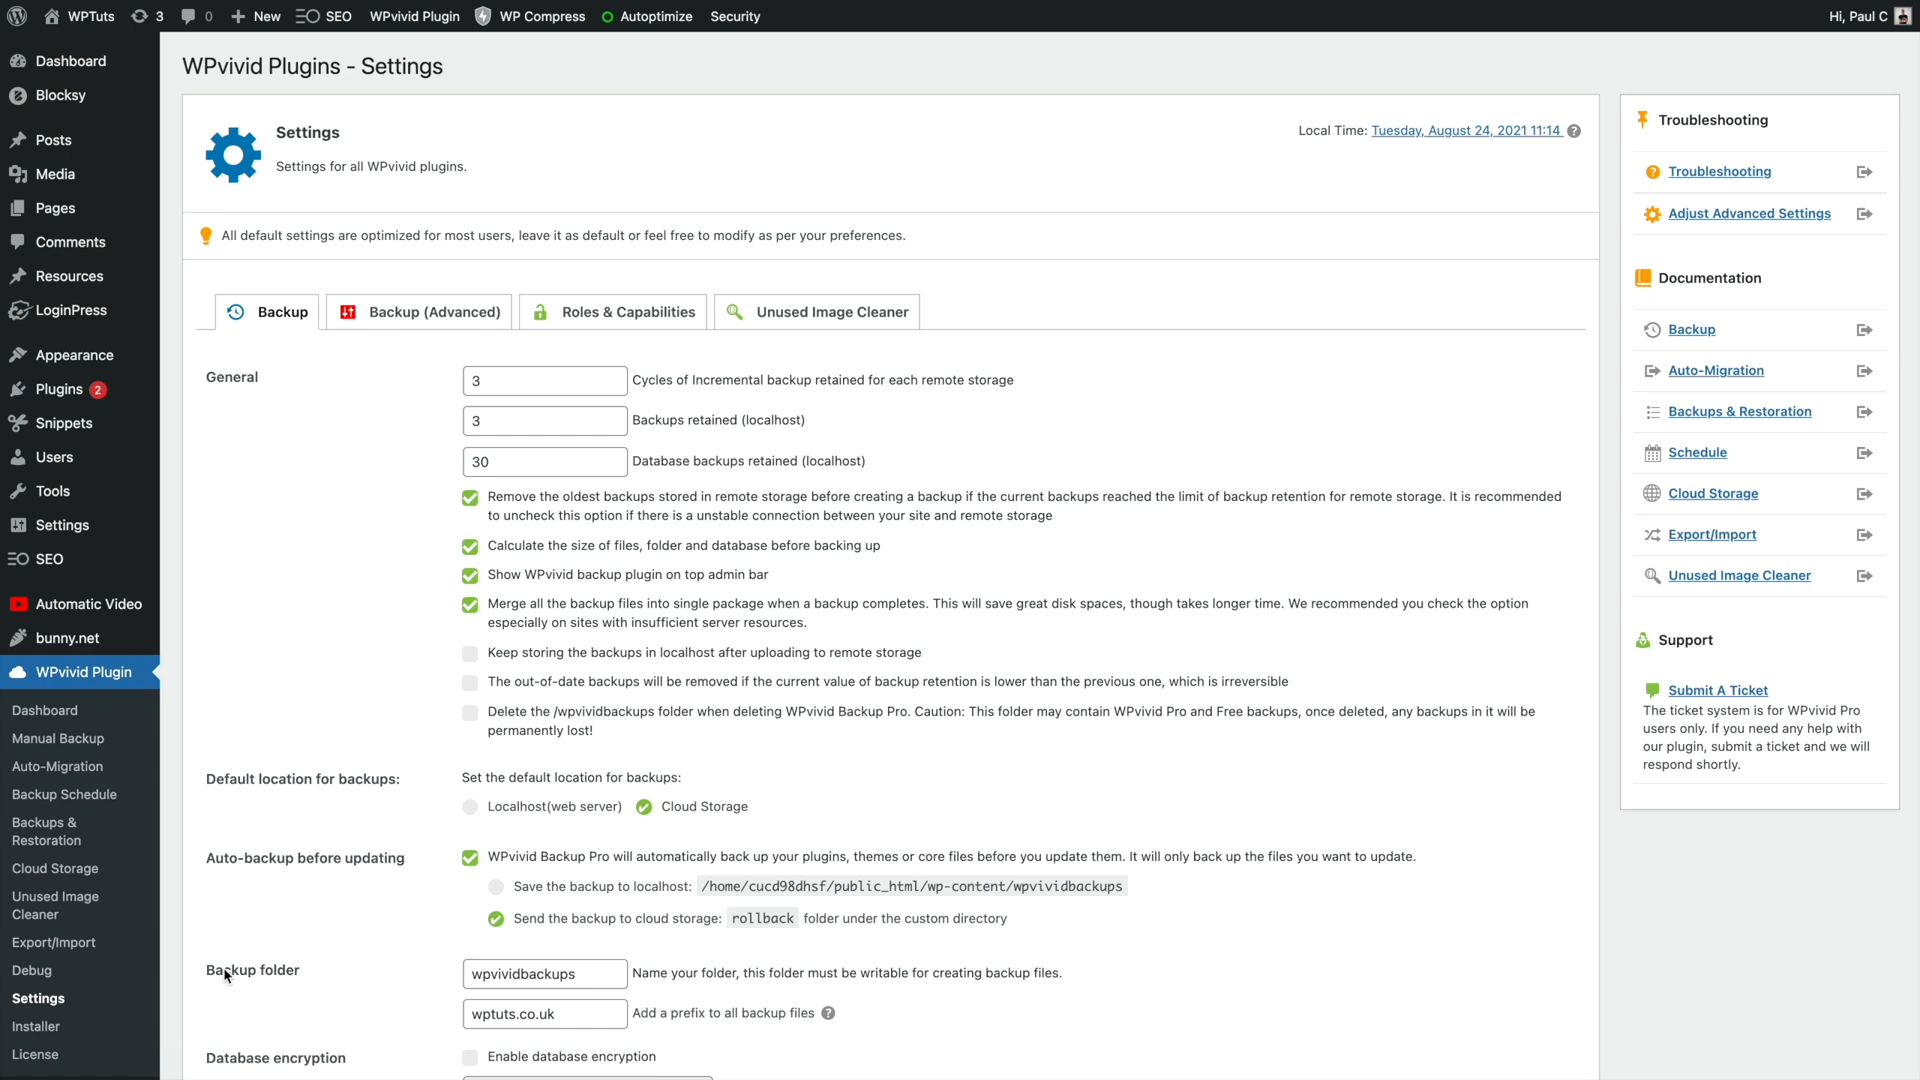 WPTuts 3 0 New SEO WPvivid Plugin WP Compress Autoptimize Security Hi, Paul C
Dashboard
Blocksy
Posts
Media
Pages
Comments
Resources
LoginPress
Appearance
Plugins 2
Snippets
Users
Tools
Settings
SEO
Automatic Video
bunny.net
WPvivid Plugin
Dashboard
Manual Backup
Auto-Migration
Backup Schedule
Backups &
Restoration
Cloud Storage
Unused Image
Cleaner
Export/Import
Debug
Settings
Installer
License
WPvivid Plugins - Settings
Settings
Settings for all WPvivid plugins.
Local Time: Tuesday, August 24, 2021 11:14
All default settings are optimized for most users, leave it as default or feel free to modify as per your preferences.
Backup Backup (Advanced) Roles & Capabilities Unused Image Cleaner
General
3 Cycles of Incremental backup retained for each remote storage
3 Backups retained (localhost)
30 Database backups retained (localhost)
Remove the oldest backups stored in remote storage before creating a backup if the current backups reached the limit of backup retention for remote storage. It is recommended
to uncheck this option if there is a unstable connection between your site and remote storage
Calculate the size of files, folder and database before backing up
Show WPvivid backup plugin on top admin bar
Merge all the backup files into single package when a backup completes. This will save great disk spaces, though takes longer time. We recommended you check the option
especially on sites with insufficient server resources.
Keep storing the backups in localhost after uploading to remote storage
The out-of-date backups will be removed if the current value of backup retention is lower than the previous one, which is irreversible
Delete the /wpvividbackups folder when deleting WPvivid Backup Pro. Caution: This folder may contain WPvivid Pro and Free backups, once deleted, any backups in it will be
permanently lost!
Default location for backups:
Set the default location for backups:
Localhost(web server) Cloud Storage
Auto-backup before updating
WPvivid Backup Pro will automatically back up your plugins, themes or core files before you update them. It will only back up the files you want to update.
Save the backup to localhost: /home/cucd98dhsf/public_html/wp-content/wpvividbackups
Send the backup to cloud storage: rollback folder under the custom directory
Backup folder
wpvividbackups Name your folder, this folder must be writable for creating backup files.
wptuts.co.uk Add a prefix to all backup files
Database encryption
Enable database encryption
Troubleshooting
Troubleshooting
Adjust Advanced Settings
Documentation
Backup
Auto-Migration
Backups & Restoration
Schedule
Cloud Storage
Export/Import
Unused Image Cleaner
Support
Submit A Ticket
The ticket system is for WPvivid Pro
users only. If you need any help with
our plugin, submit a ticket and we will
respond shortly.